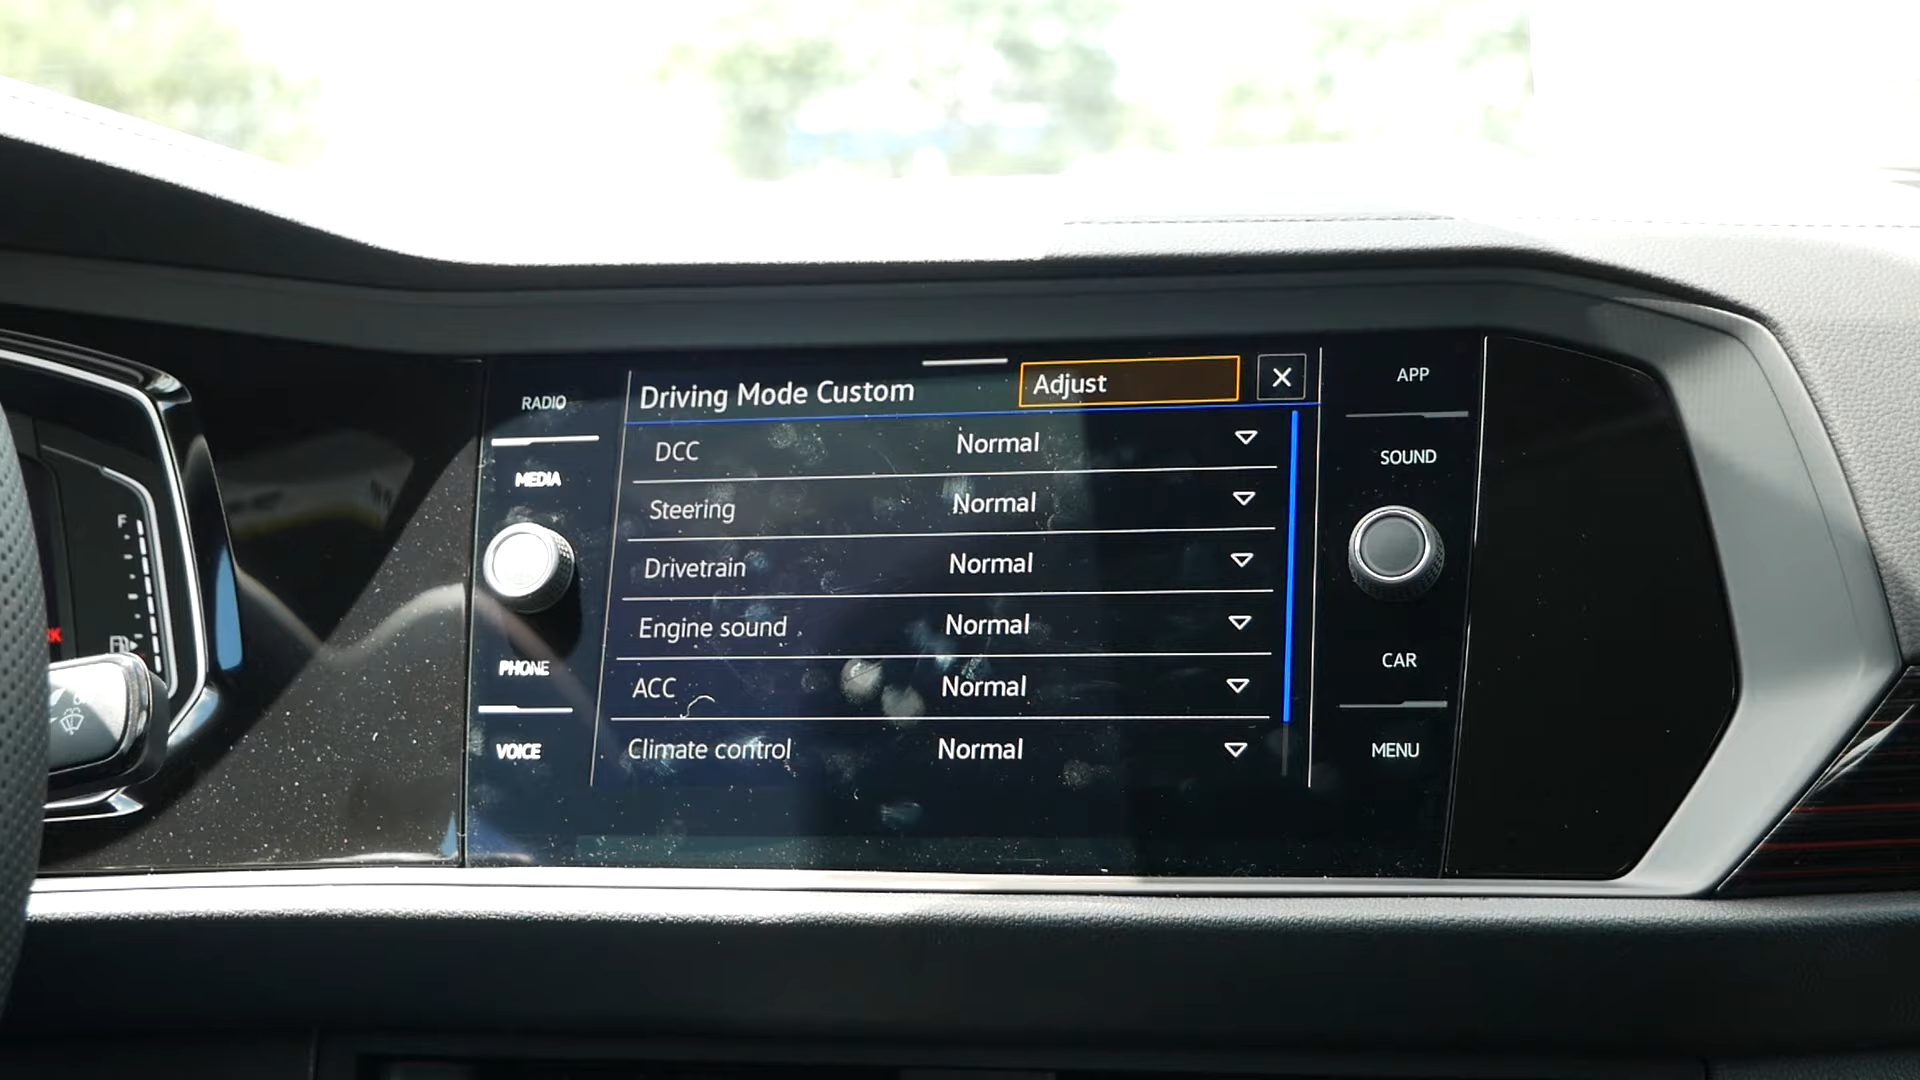 RADIO
MEDIA
PHONE
VOICE
Driving Mode Custom
Adjust
DCC Normal
Steering Normal
Drivetrain Normal
Engine sound Normal
ACC Normal
Climate control Normal
APP
SOUND
CAR
MENU
F